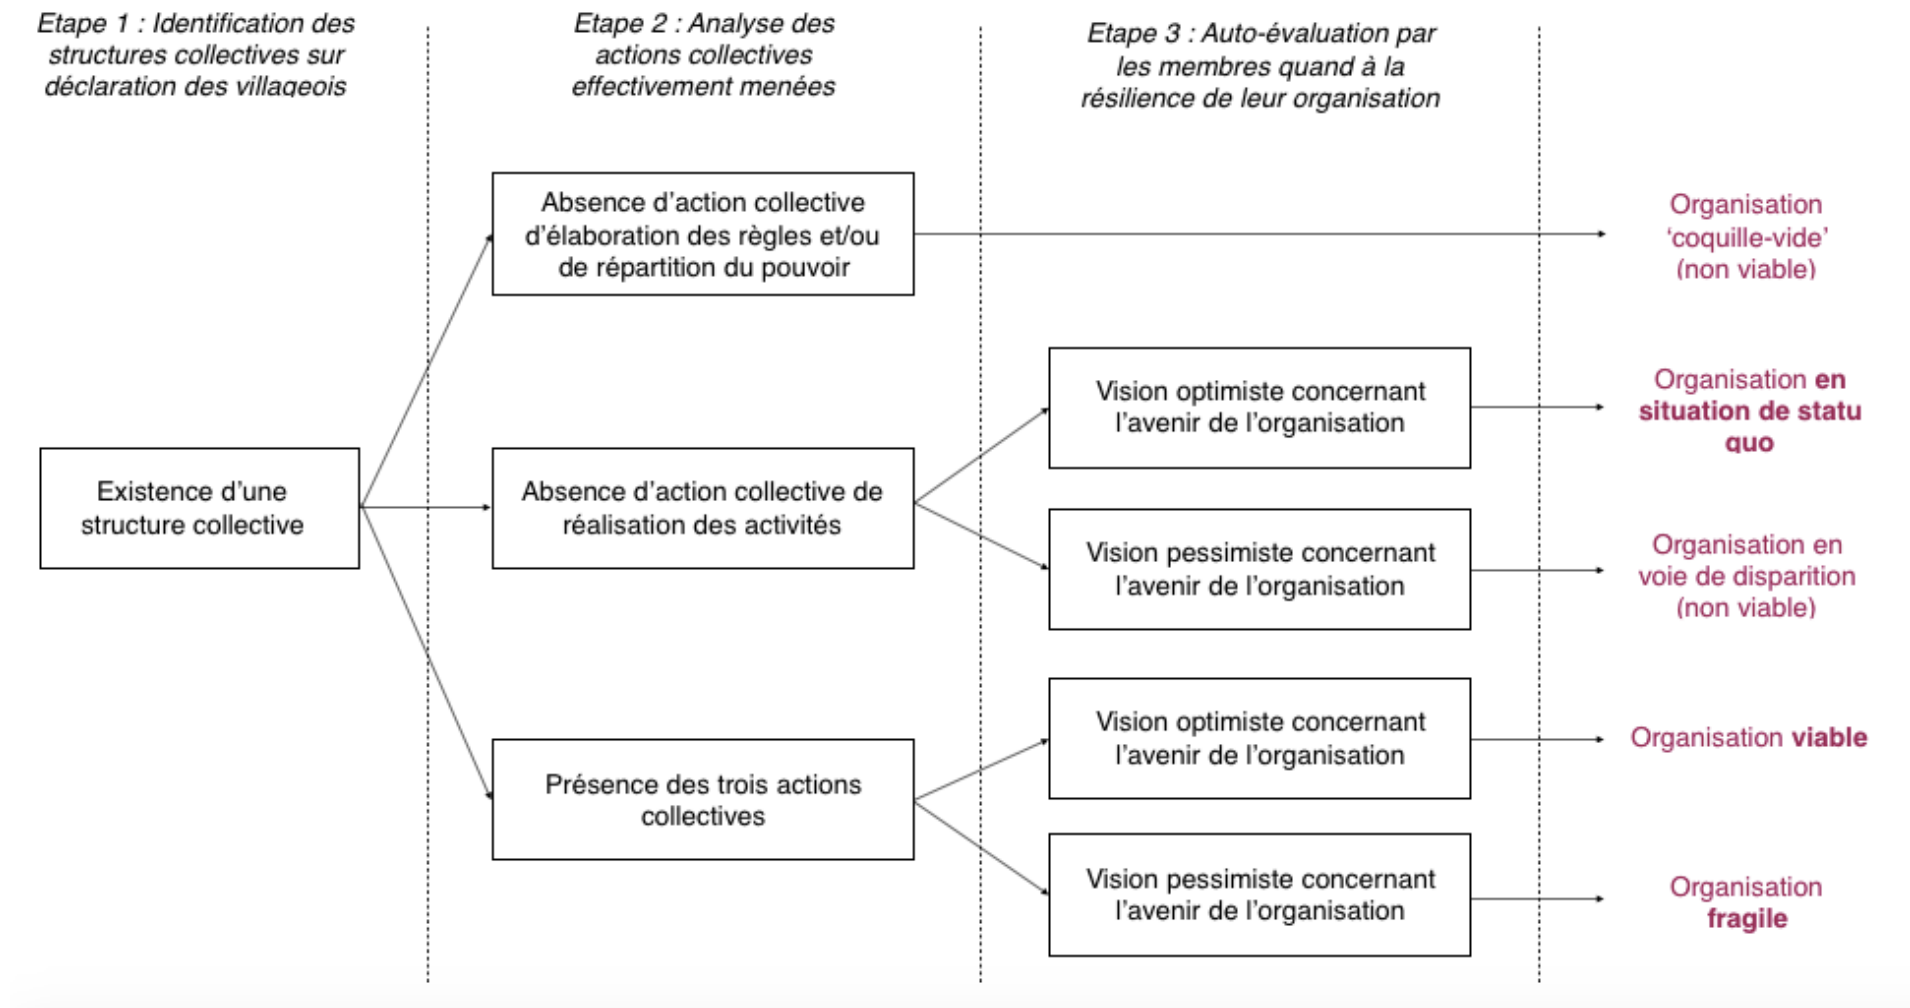 Etape 1 : Identification des
structures collectives sur
déclaration des villageois
Etape 2 : Analyse des
actions collectives
effectivement menées
Etape 3 : Auto-évaluation par
les membres quand à la
résilience de leur organisation
Existence d'une
structure collective
Absence d'action collective
d'élaboration des règles et/ou
de répartition du pouvoir
Organisation
‘coquille-vide’
(non viable)
Absence d'action collective de
réalisation des activités
Vision optimiste concernant
l'avenir de l'organisation
Organisation en
situation de statu
quo
Vision pessimiste concernant
l'avenir de l'organisation
Organisation en
voie de disparition
(non viable)
Présence des trois actions
collectives
Vision optimiste concernant
l'avenir de l'organisation
Organisation viable
Vision pessimiste concernant
l'avenir de l'organisation
Organisation
fragile